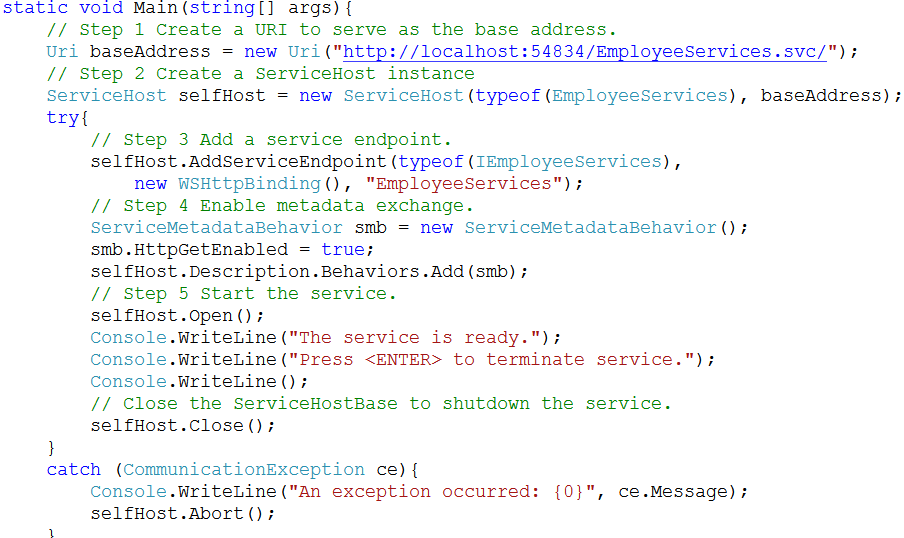 static void Main(string[] args){
// Step 1 Create a URI to serve as the base address.
Uri baseAddress = new Uri("http://localhost:54834/EmployeeServices.svc/");
// Step 2 Create a ServiceHost instance
ServiceHost selfHost = new ServiceHost(typeof(EmployeeServices), baseAddress);
try{
// Step 3 Add a service endpoint.
selfHost.AddServiceEndpoint(typeof(IEmployeeServices),
new WSHttpBinding(), "EmployeeServices");
// Step 4 Enable metadata exchange.
ServiceMetadataBehavior smb = new ServiceMetadataBehavior();
smb.HttpGetEnabled = true;
selfHost.Description.Behaviors.Add(smb);
// Step 5 Start the service.
selfHost.Open();
Console.WriteLine("The service is ready.");
Console.WriteLine("Press <ENTER> to terminate service.");
Console.WriteLine();
// Close the ServiceHostBase to shutdown the service.
selfHost.Close();
}
catch (CommunicationException ce){
Console.WriteLine("An exception occurred: {0}", ce.Message);
selfHost.Abort();
}